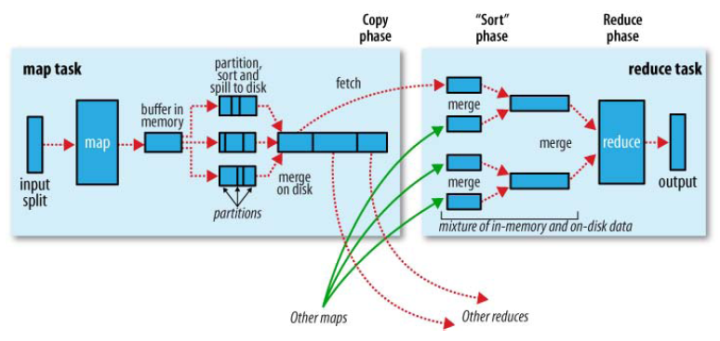 Copy
phase
"Sort"
phase
Reduce
phase
map task
partition,
sort and
spill to disk
buffer in
memory
map
input
split
partitions
merge
on disk
fetch
reduce task
merge
merge
merge
reduce
output
mixture of in-memory and on-disk data
Other maps
Other reduces